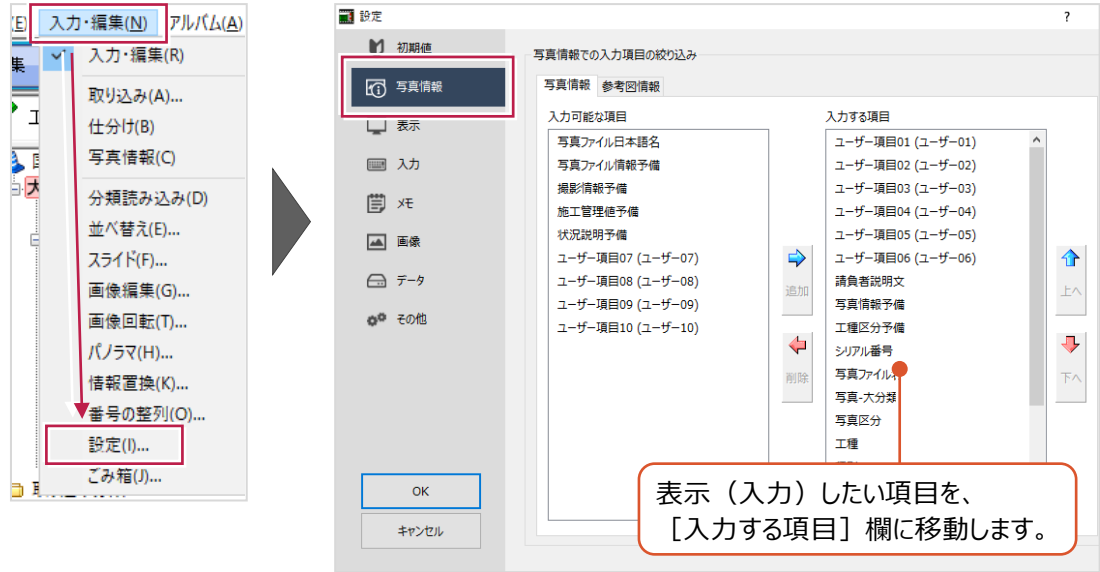 (E)
入力・編集(N)
アルバム(A)
集
入力・編集(R)
取り込み(A)...
仕分け(B)
写真情報(C)
分類読み込み(D)
並べ替え(E)...
スライド(F)...
画像編集(G)...
画像回転(T)...
パノラマ(H)...
情報置換(K)...
番号の整列(O)...
設定(I)...
ごみ箱(J)...
設定
?
初期値
写真情報
表示
入力
メモ
画像
データ
その他
OK
キャンセル
写真情報での入力項目の絞り込み
写真情報
参考図情報
入力可能な項目
写真ファイル日本語名
写真ファイル情報予備
撮影情報予備
施工管理値予備
状況説明予備
ユーザー項目07 (ユーザー07)
ユーザー項目08 (ユーザー08)
ユーザー項目09 (ユーザー09)
ユーザー項目10 (ユーザー10)
追加
削除
入力する項目
ユーザー項目01 (ユーザー01)
ユーザー項目02 (ユーザー02)
ユーザー項目03 (ユーザー03)
ユーザー項目04 (ユーザー04)
ユーザー項目05 (ユーザー05)
ユーザー項目06 (ユーザー06)
請負者説明文
写真情報予備
工種区分予備
シリアル番号
写真ファイル
写真-大分類
写真区分
工種
上へ
下へ
表示（入力）したい項目を、
［入力する項目］欄に移動します。